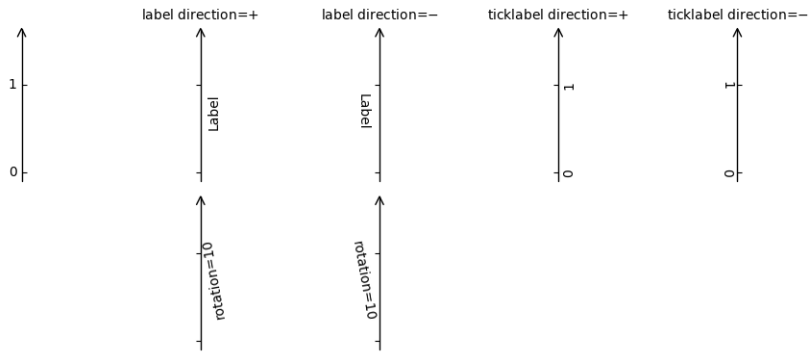 label direction=+
label direction=−
ticklabel direction=+
ticklabel direction=−
1
0
Label
Label
1
0
1
0
rotation=10
rotation=10